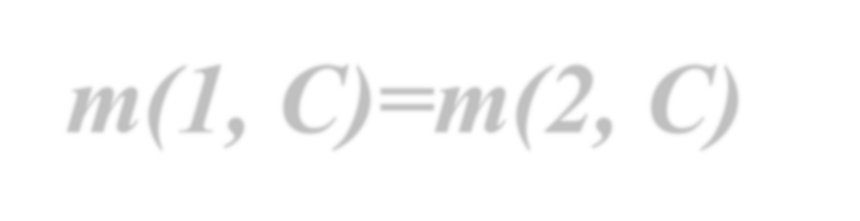 m(1, C)=m(2, C)